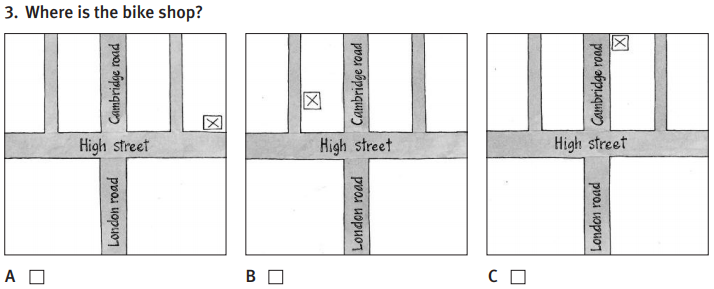 3. Where is the bike shop?
Cambridge road
High street
London road
Cambridge road
High street
London road
Cambridge road
High street
London road
A
B
C